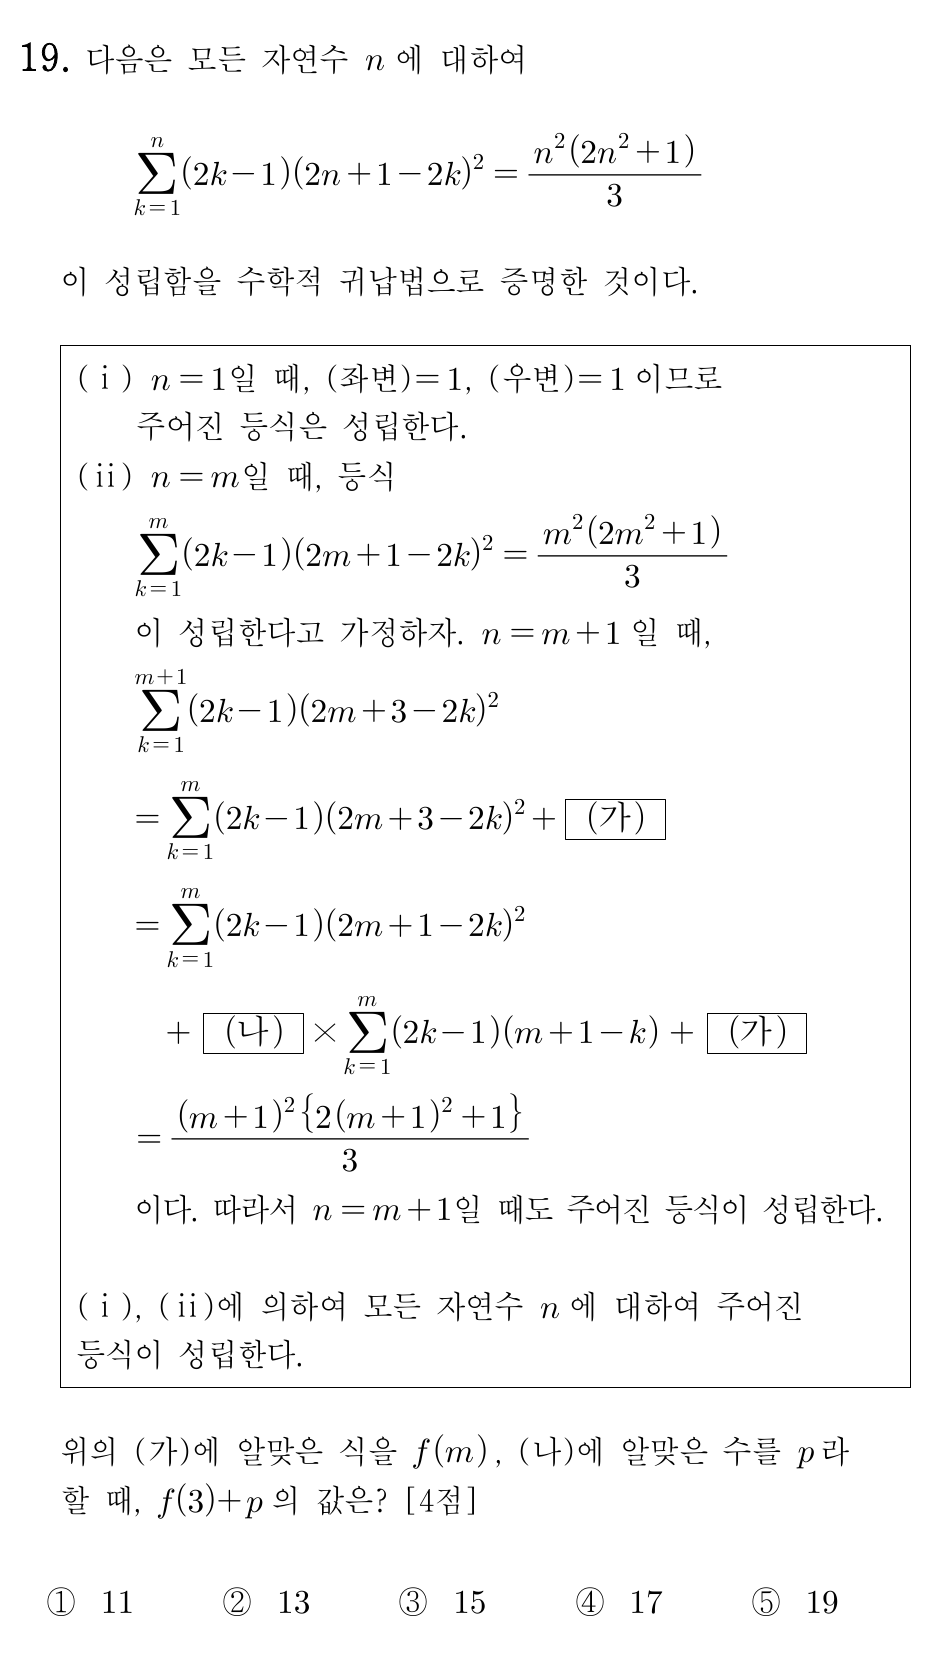 19. 다음은 모든 자연수 n에 대하여
$\sum_{k=1}^{n}(2k-1)(2n+1-2k)^2=\frac{n^2(2n^2+1)}{3}$
이 성립함을 수학적 귀납법으로 증명한 것이다.
(ⅰ) n=1일 때, (좌변)=1, (우변)=1 이므로
주어진 등식은 성립한다.
(ⅱ) n=m일 때, 등식
$\sum_{k=1}^{m}(2k-1)(2m+1-2k)^2=\frac{m^2(2m^2+1)}{3}$
이 성립한다고 가정하자. n=m+1 일 때,
$\sum_{k=1}^{m+1}(2k-1)(2m+3-2k)^2$
$=\sum_{k=1}^{m}(2k-1)(2m+3-2k)^2+$ (가)
$=\sum_{k=1}^{m}(2k-1)(2m+1-2k)^2$
+ (나) $\times\sum_{k=1}^{m}(2k-1)(m+1-k)+$ (가)
$=\frac{(m+1)^2\{2(m+1)^2+1\}}{3}$
이다. 따라서 n=m+1일 때도 주어진 등식이 성립한다.
(ⅰ), (ⅱ)에 의하여 모든 자연수 n에 대하여 주어진
등식이 성립한다.
위의 (가)에 알맞은 식을 f(m), (나)에 알맞은 수를 p라
할 때, f(3)+p의 값은? [4점]
① 11 ② 13 ③ 15 ④ 17 ⑤ 19